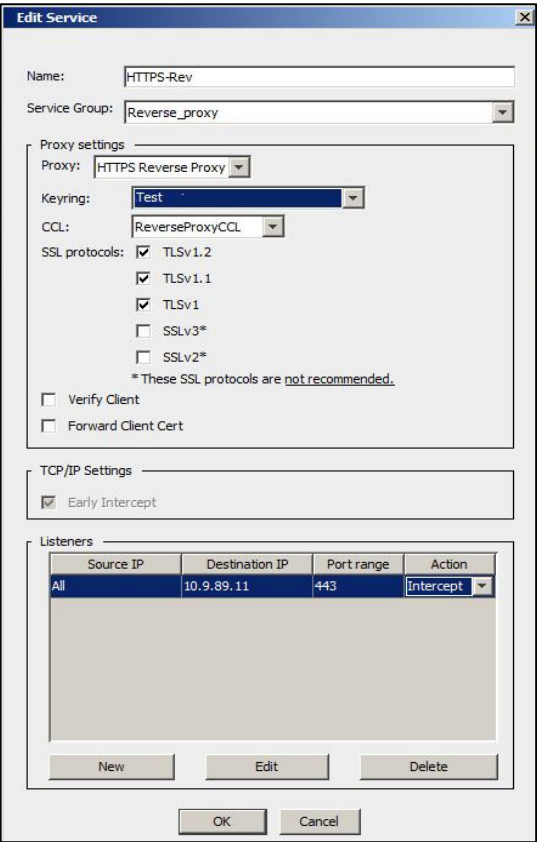 Edit Service
Name: HTTPS-Rev
Service Group: Reverse_proxy
Proxy settings
Proxy: HTTPS Reverse Proxy
Keyring: Test
CCL: ReverseProxyCCL
SSL protocols: TLSv1.2
TLSv1.1
TLSv1
SSLv3*
SSLv2*
* These SSL protocols are not recommended.
Verify Client
Forward Client Cert
TCP/IP Settings
Early Intercept
Listeners
Source IP Destination IP Port range Action
All 10.9.89.11 443 Intercept
New Edit Delete
OK Cancel